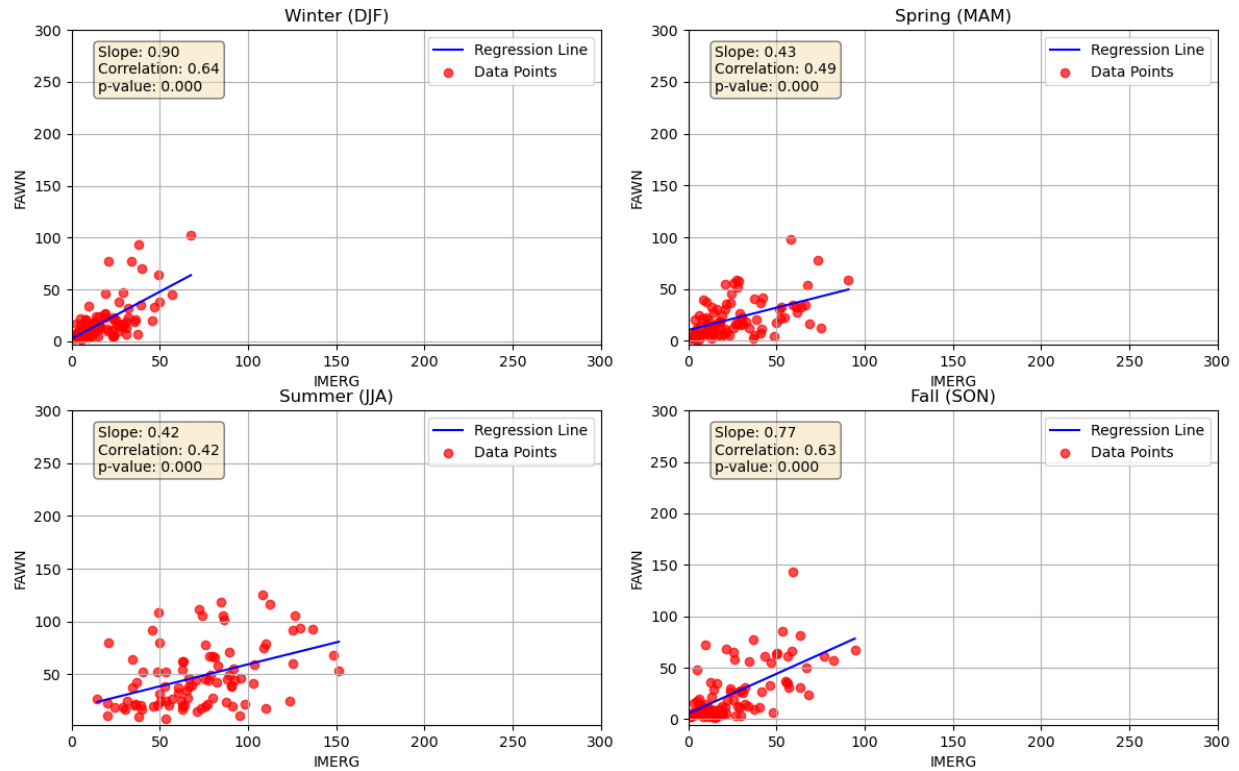 Winter (DJF)
300
250
200
150
100
50
0
FAWN
Slope: 0.90
Correlation: 0.64
p-value: 0.000
Regression Line
Data Points
0 50 100 150 200 250 300
IMERG
Spring (MAM)
300
250
200
150
100
50
0
FAWN
Slope: 0.43
Correlation: 0.49
p-value: 0.000
Regression Line
Data Points
0 50 100 150 200 250 300
IMERG
Summer (JJA)
300
250
200
150
100
50
FAWN
Slope: 0.42
Correlation: 0.42
p-value: 0.000
Regression Line
Data Points
0 50 100 150 200 250 300
IMERG
Fall (SON)
300
250
200
150
100
50
0
FAWN
Slope: 0.77
Correlation: 0.63
p-value: 0.000
Regression Line
Data Points
0 50 100 150 200 250 300
IMERG